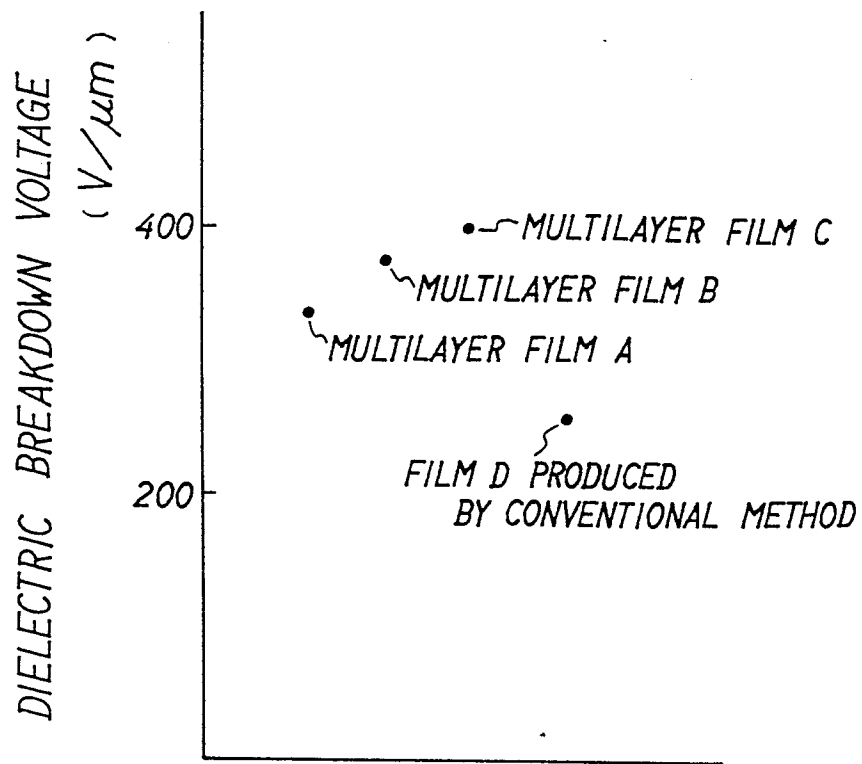 DIELECTRIC BREAKDOWN VOLTAGE
(V/μm)
400
MULTILAYER FILM C
MULTILAYER FILM B
MULTILAYER FILM A
200
FILM D PRODUCED
BY CONVENTIONAL METHOD